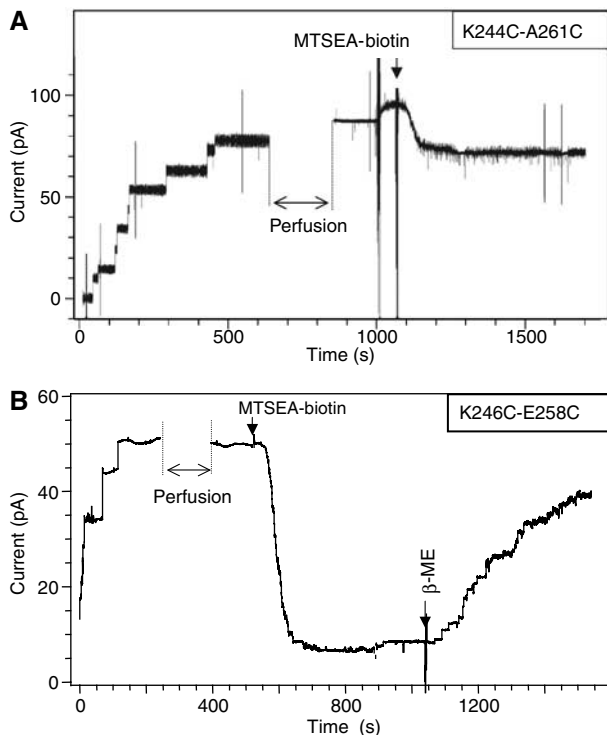 A
K244C-A261C
MTSEA-biotin
100
50
0
Current (pA)
Perfusion
0
500
1000
1500
Time (s)
B
K246C-E258C
MTSEA-biotin
60
40
20
0
Current (pA)
Perfusion
β-ME
0
400
800
1200
Time (s)